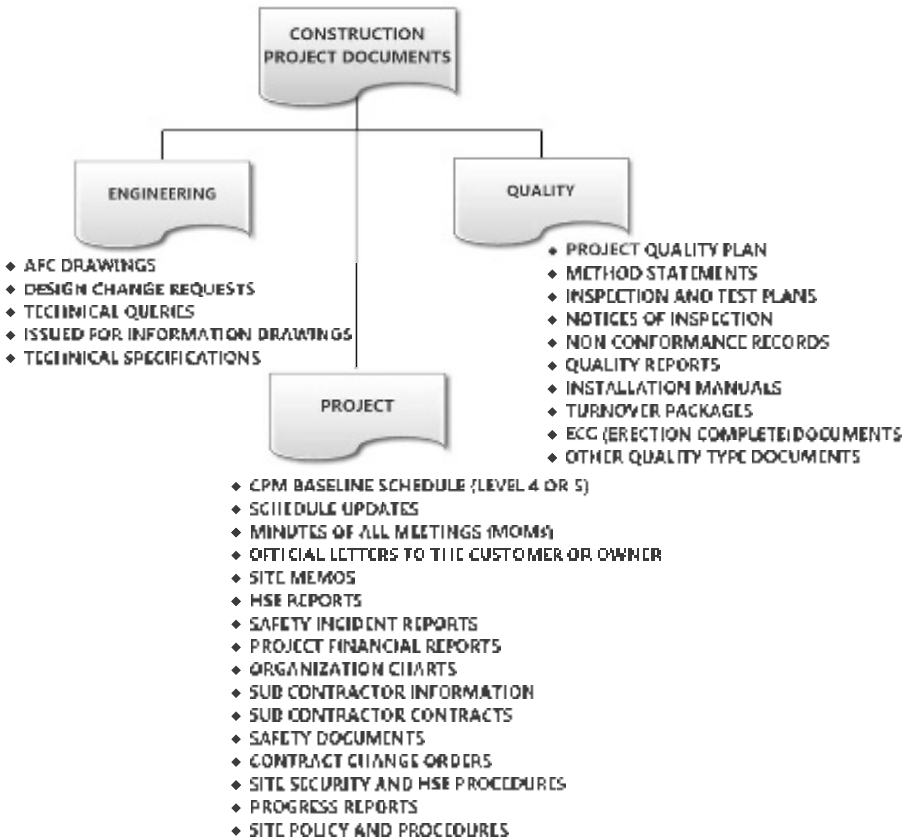 CONSTRUCTION
PROJECT DOCUMENTS
ENGINEERING
◆ AFC DRAWINGS
◆ DESIGN CHANGE REQUESTS
◆ TECHNICAL QUERIES
◆ ISSUED FOR INFORMATION DRAWINGS
◆ TECHNICAL SPECIFICATIONS
QUALITY
◆ PROJECT QUALITY PLAN
◆ METHOD STATEMENTS
◆ INSPECTION AND TEST PLANS
◆ NOTICES OF INSPECTION
◆ NON CONFORMANCE RECORDS
◆ QUALITY REPORTS
◆ INSTALLATION MANUALS
◆ TURNOVER PACKAGES
◆ ECC (ERECTION COMPLETE) DOCUMENTS
◆ OTHER QUALITY TYPE DOCUMENTS
PROJECT
◆ CPM BASELINE SCHEDULE (LEVEL 4 OR 5)
◆ SCHEDULE UPDATES
◆ MINUTES OF ALL MEETINGS (MOMs)
◆ OFFICIAL LETTERS TO THE CUSTOMER OR OWNER
◆ SITE MEMOS
◆ HSE REPORTS
◆ SAFETY INCIDENT REPORTS
◆ PROJECT FINANCIAL REPORTS
◆ ORGANIZATION CHARTS
◆ SUB CONTRACTOR INFORMATION
◆ SUB CONTRACTOR CONTRACTS
◆ SAFETY DOCUMENTS
◆ CONTRACT CHANGE ORDERS
◆ SITE SECURITY AND HSE PROCEDURES
◆ PROGRESS REPORTS
◆ SITE POLICY AND PROCEDURES